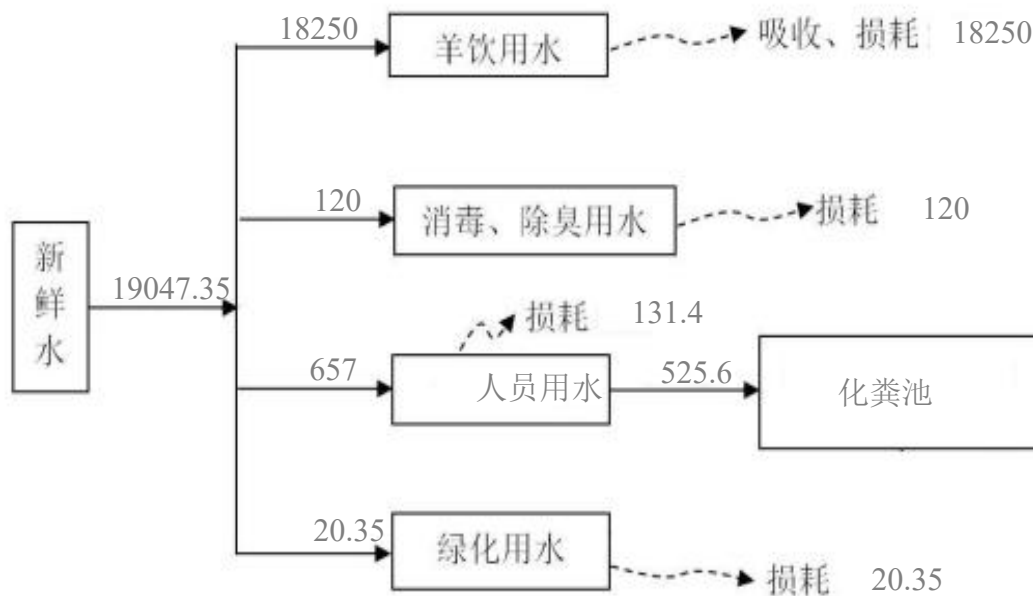 18250
羊饮用水
吸收、损耗 18250
120
消毒、除臭用水
损耗 120
新鲜水
19047.35
损耗 131.4
657
人员用水
525.6
化粪池
20.35
绿化用水
损耗 20.35